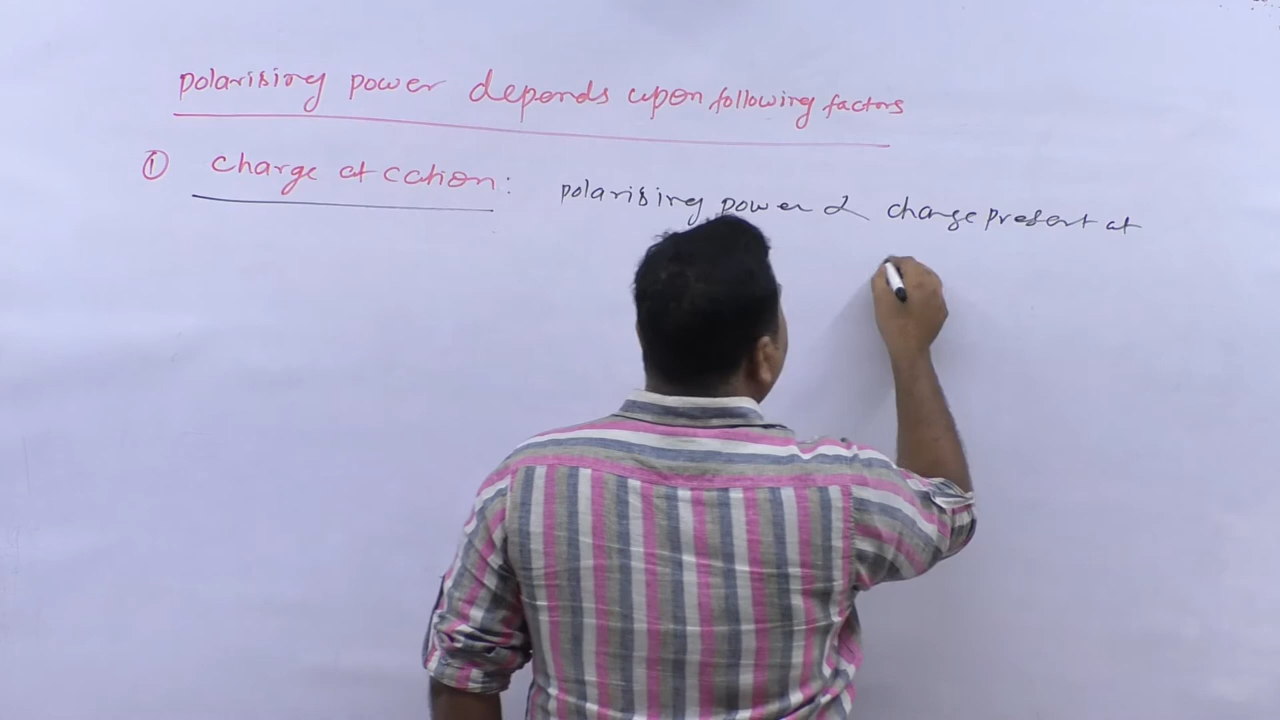 polarising power depends upon following factors
① charge at cation: polarising power ∝ charge present at